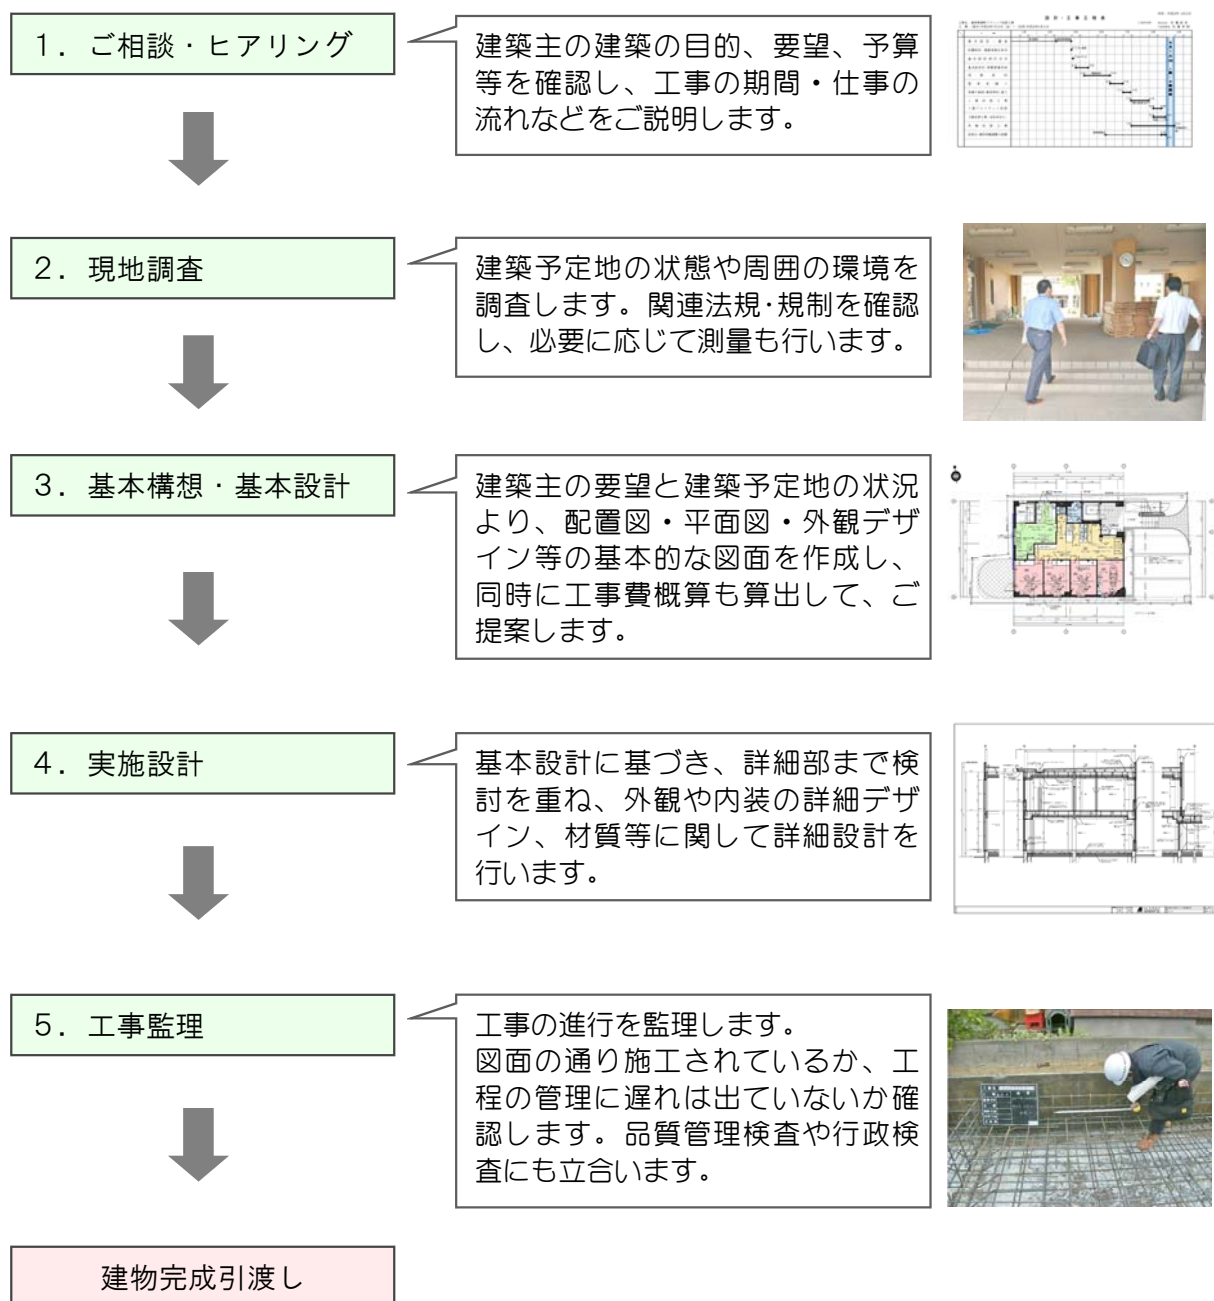 1．ご相談・ヒアリング
建築主の建築の目的、要望、予算
等を確認し、工事の期間・仕事の
流れなどをご説明します。
設計・工事工程表
2．現地調査
建築予定地の状態や周囲の環境を
調査します。関連法規・規制を確認
し、必要に応じて測量も行います。
3．基本構想・基本設計
建築主の要望と建築予定地の状況
より、配置図・平面図・外観デザ
イン等の基本的な図面を作成し、
同時に工事費概算も算出して、ご
提案します。
4．実施設計
基本設計に基づき、詳細部まで検
討を重ね、外観や内装の詳細デザ
イン、材質等に関して詳細設計を
行います。
5．工事監理
工事の進行を監理します。
図面の通り施工されているか、工
程の管理に遅れは出ていないか確
認します。品質管理検査や行政検
査にも立合います。
建物完成引渡し